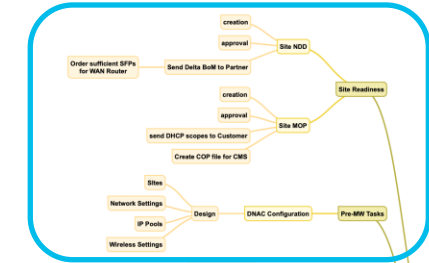 creation
Site NDD
approval
Order sufficient SFPs
for WAN Router
Send Delta BoM to Partner
Site Readiness
creation
approval
Site MOP
send DHCP scopes to Customer
Create COP file for CMS
Sites
Network Settings
Design
DNAC Configuration
Pre-MW Tasks
IP Pools
Wireless Settings